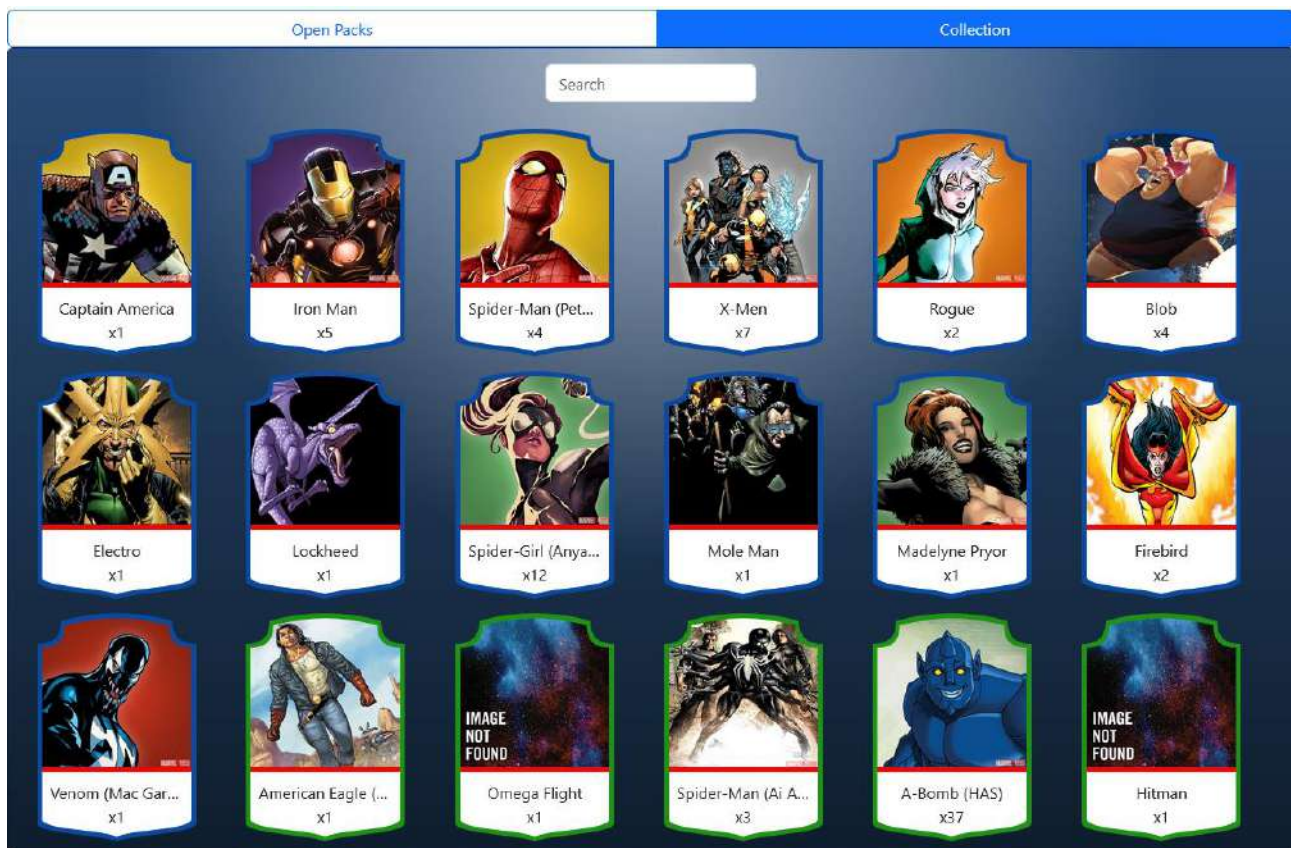 Open Packs
Collection
Search
A
Captain America
x1
Iron Man
x5
Spider-Man (Pet...
x4
X-Men
x7
Rogue
x2
Blob
x4
Electro
x1
Lockheed
x1
Spider-Girl (Anya...
x12
Mole Man
x1
Madelyne Pryor
x1
Firebird
x2
Venom (Mac Gar...
x1
American Eagle (...
x1
IMAGE
NOT
FOUND
Omega Flight
x1
Spider-Man (Ai A...
x3
A-Bomb (HAS)
x37
IMAGE
NOT
FOUND
Hitman
x1